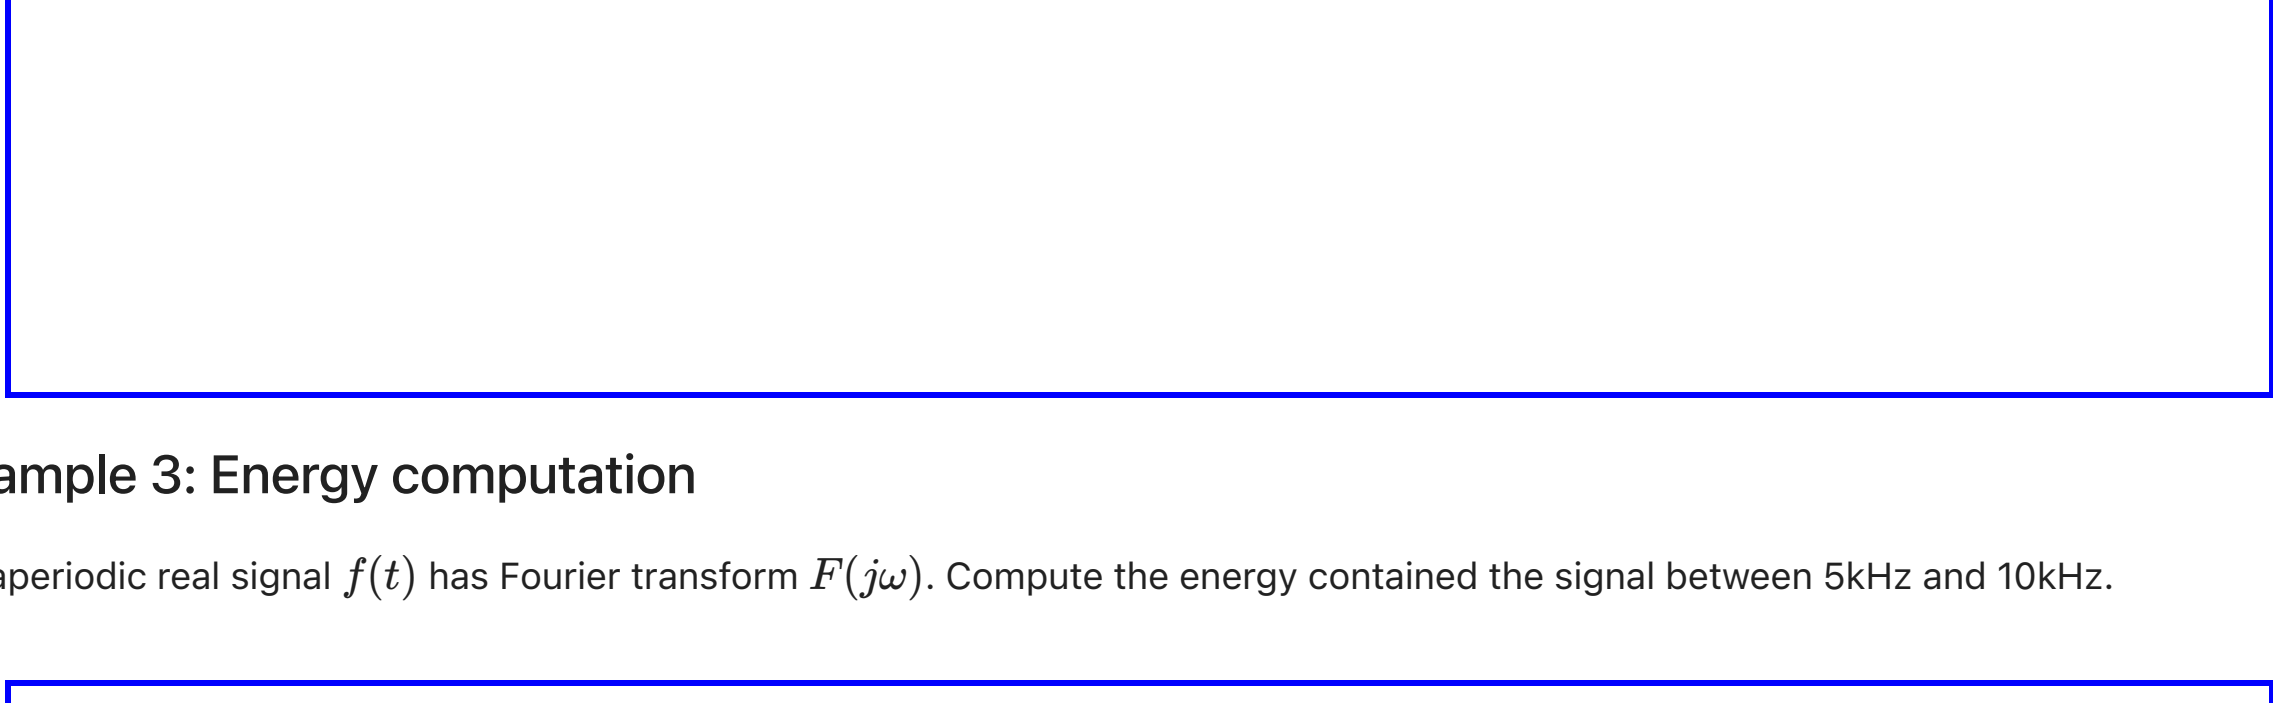 ample 3: Energy computation
aperiodic real signal f(t) has Fourier transform F(jω). Compute the energy contained the signal between 5kHz and 10kHz.